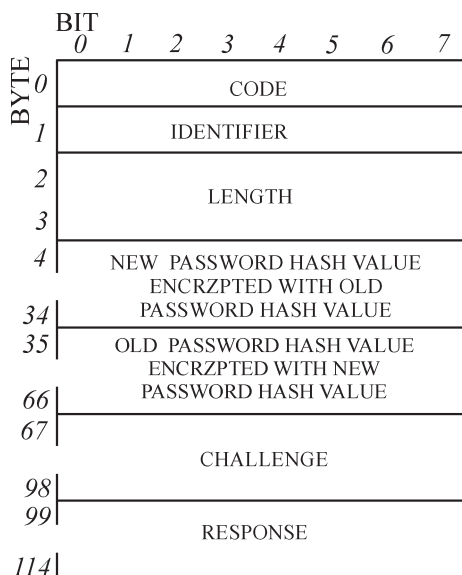 BIT
0 1 2 3 4 5 6 7
BYTE
0 CODE
1 IDENTIFIER
2
LENGTH
3
4 NEW PASSWORD HASH VALUE
ENCRZPTED WITH OLD
34 PASSWORD HASH VALUE
35 OLD PASSWORD HASH VALUE
ENCRZPTED WITH NEW
66 PASSWORD HASH VALUE
67
CHALLENGE
98
99
RESPONSE
114